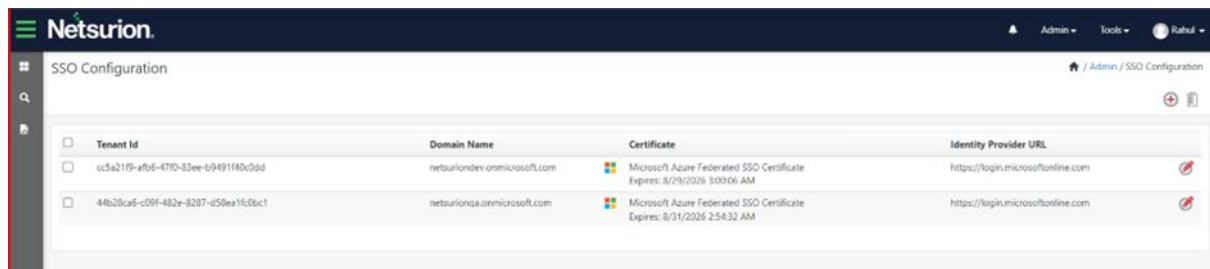 Netsurion.
Admin
Tools
Rahul
SSO Configuration
/ Admin / SSO Configuration
Tenant Id Domain Name Certificate Identity Provider URL
cc5a21f9-afb6-47f0-83ee-b9491f40c0dd netsuriondev.onmicrosoft.com Microsoft Azure Federated SSO Certificate https://login.microsoftonline.com
Expires: 8/29/2026 3:00:06 AM
44b28ca6-c09f-482e-8287-d58ea1fc0bc1 netsurionqa.onmicrosoft.com Microsoft Azure Federated SSO Certificate https://login.microsoftonline.com
Expires: 8/31/2026 2:54:32 AM